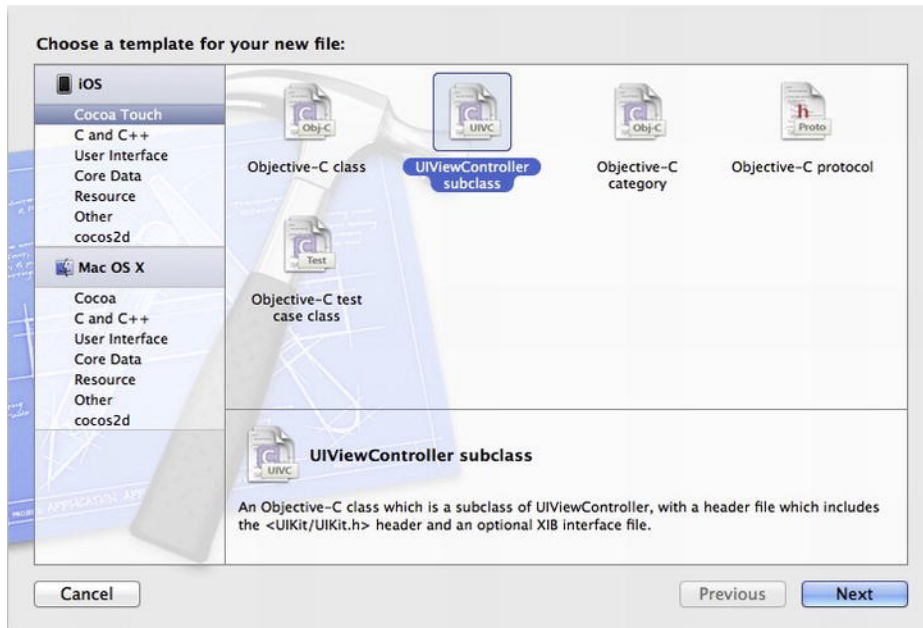 Choose a template for your new file:
iOS
Cocoa Touch
C and C++
User Interface
Core Data
Resource
Other
cocos2d
Mac OS X
Cocoa
C and C++
User Interface
Core Data
Resource
Other
cocos2d
Obj-C
Objective-C class
UIVC
UIViewController
subclass
Obj-C
Objective-C
category
h
Proto
Objective-C protocol
Test
Objective-C test
case class
UIVC
UIViewController subclass
An Objective-C class which is a subclass of UIViewController, with a header file which includes
the <UIKit/UIKit.h> header and an optional XIB interface file.
Cancel
Previous
Next